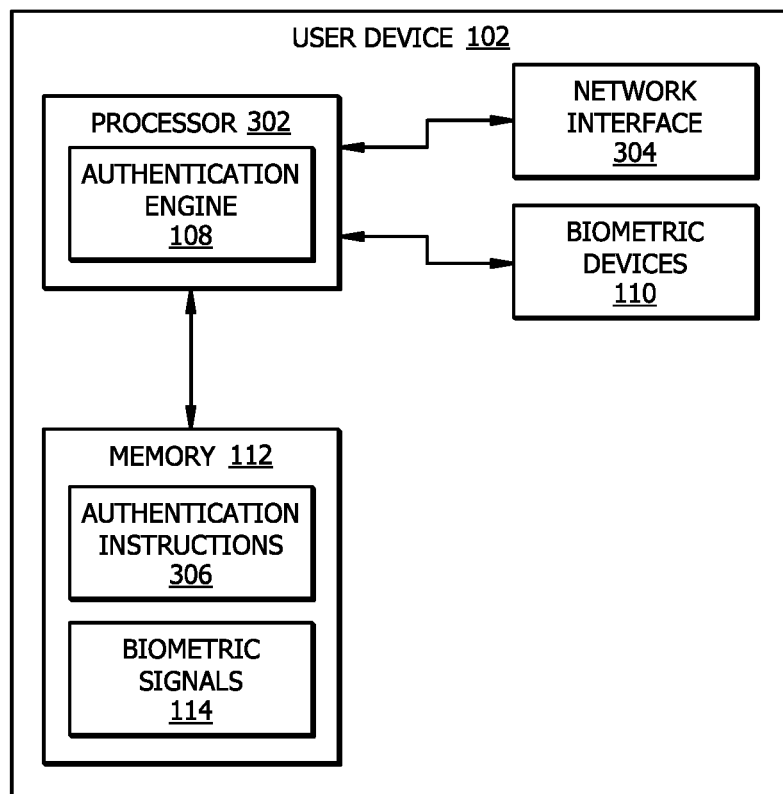 USER DEVICE 102
PROCESSOR 302
AUTHENTICATION
ENGINE
108
NETWORK
INTERFACE
304
BIOMETRIC
DEVICES
110
MEMORY 112
AUTHENTICATION
INSTRUCTIONS
306
BIOMETRIC
SIGNALS
114